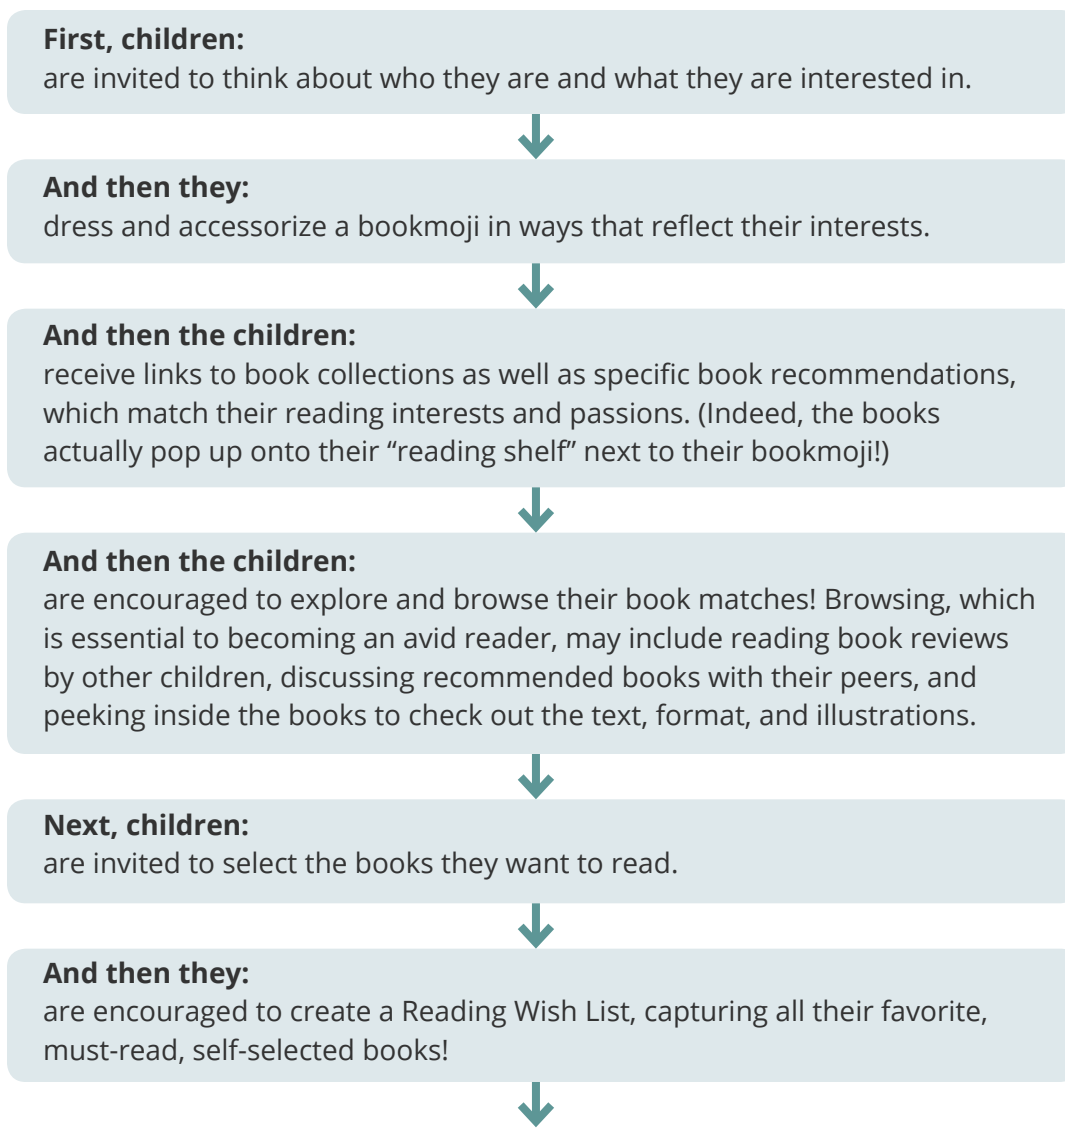 First, children:
are invited to think about who they are and what they are interested in.
And then they:
dress and accessorize a bookmoji in ways that reflect their interests.
And then the children:
receive links to book collections as well as specific book recommendations,
which match their reading interests and passions. (Indeed, the books
actually pop up onto their “reading shelf” next to their bookmoji!)
And then the children:
are encouraged to explore and browse their book matches! Browsing, which
is essential to becoming an avid reader, may include reading book reviews
by other children, discussing recommended books with their peers, and
peeking inside the books to check out the text, format, and illustrations.
Next, children:
are invited to select the books they want to read.
And then they:
are encouraged to create a Reading Wish List, capturing all their favorite,
must-read, self-selected books!